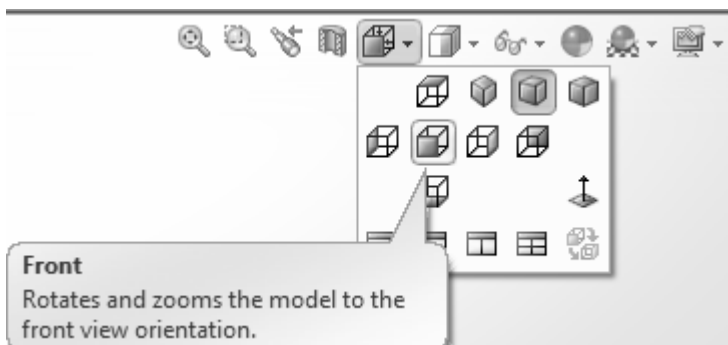 Front
Rotates and zooms the model to the
front view orientation.